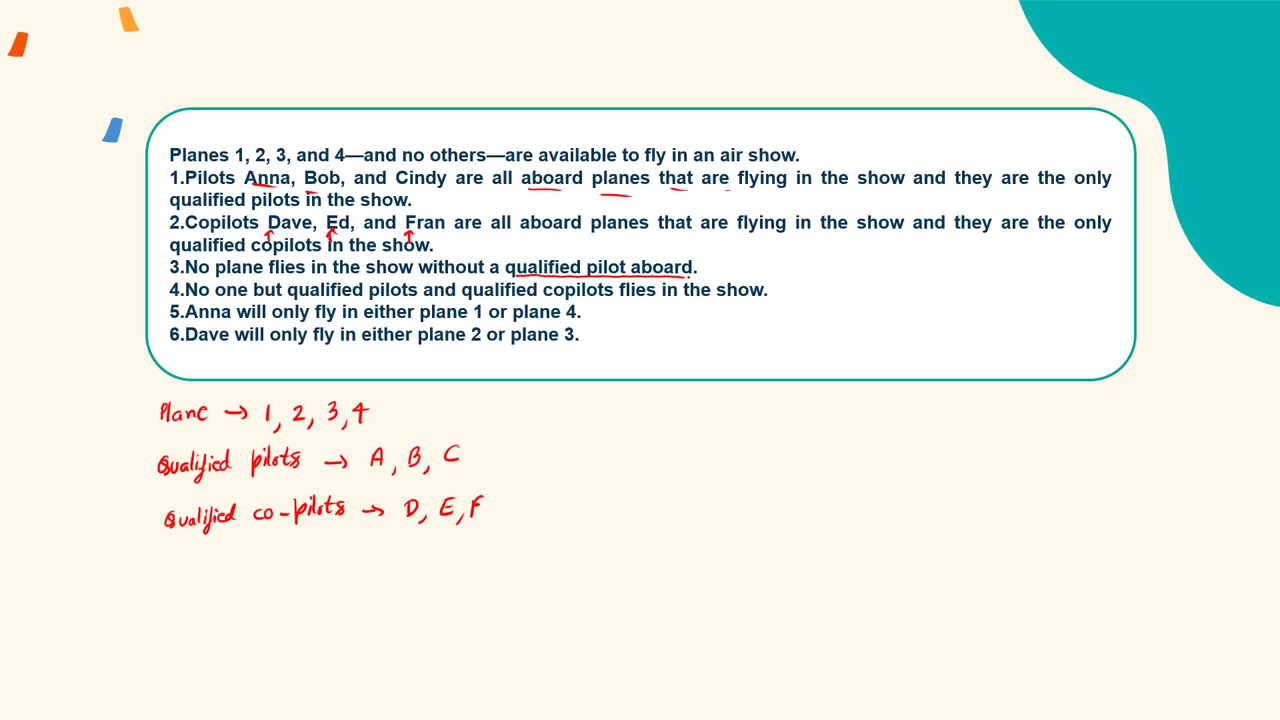 Planes 1, 2, 3, and 4—and no others—are available to fly in an air show.
1.Pilots Anna, Bob, and Cindy are all aboard planes that are flying in the show and they are the only
qualified pilots in the show.
2.Copilots Dave, Ed, and Fran are all aboard planes that are flying in the show and they are the only
qualified copilots in the show.
3.No plane flies in the show without a qualified pilot aboard.
4.No one but qualified pilots and qualified copilots flies in the show.
5.Anna will only fly in either plane 1 or plane 4.
6.Dave will only fly in either plane 2 or plane 3.
Plane → 1, 2, 3, 4
Qualified pilots → A, B, C
Qualified co-pilots → D, E, F